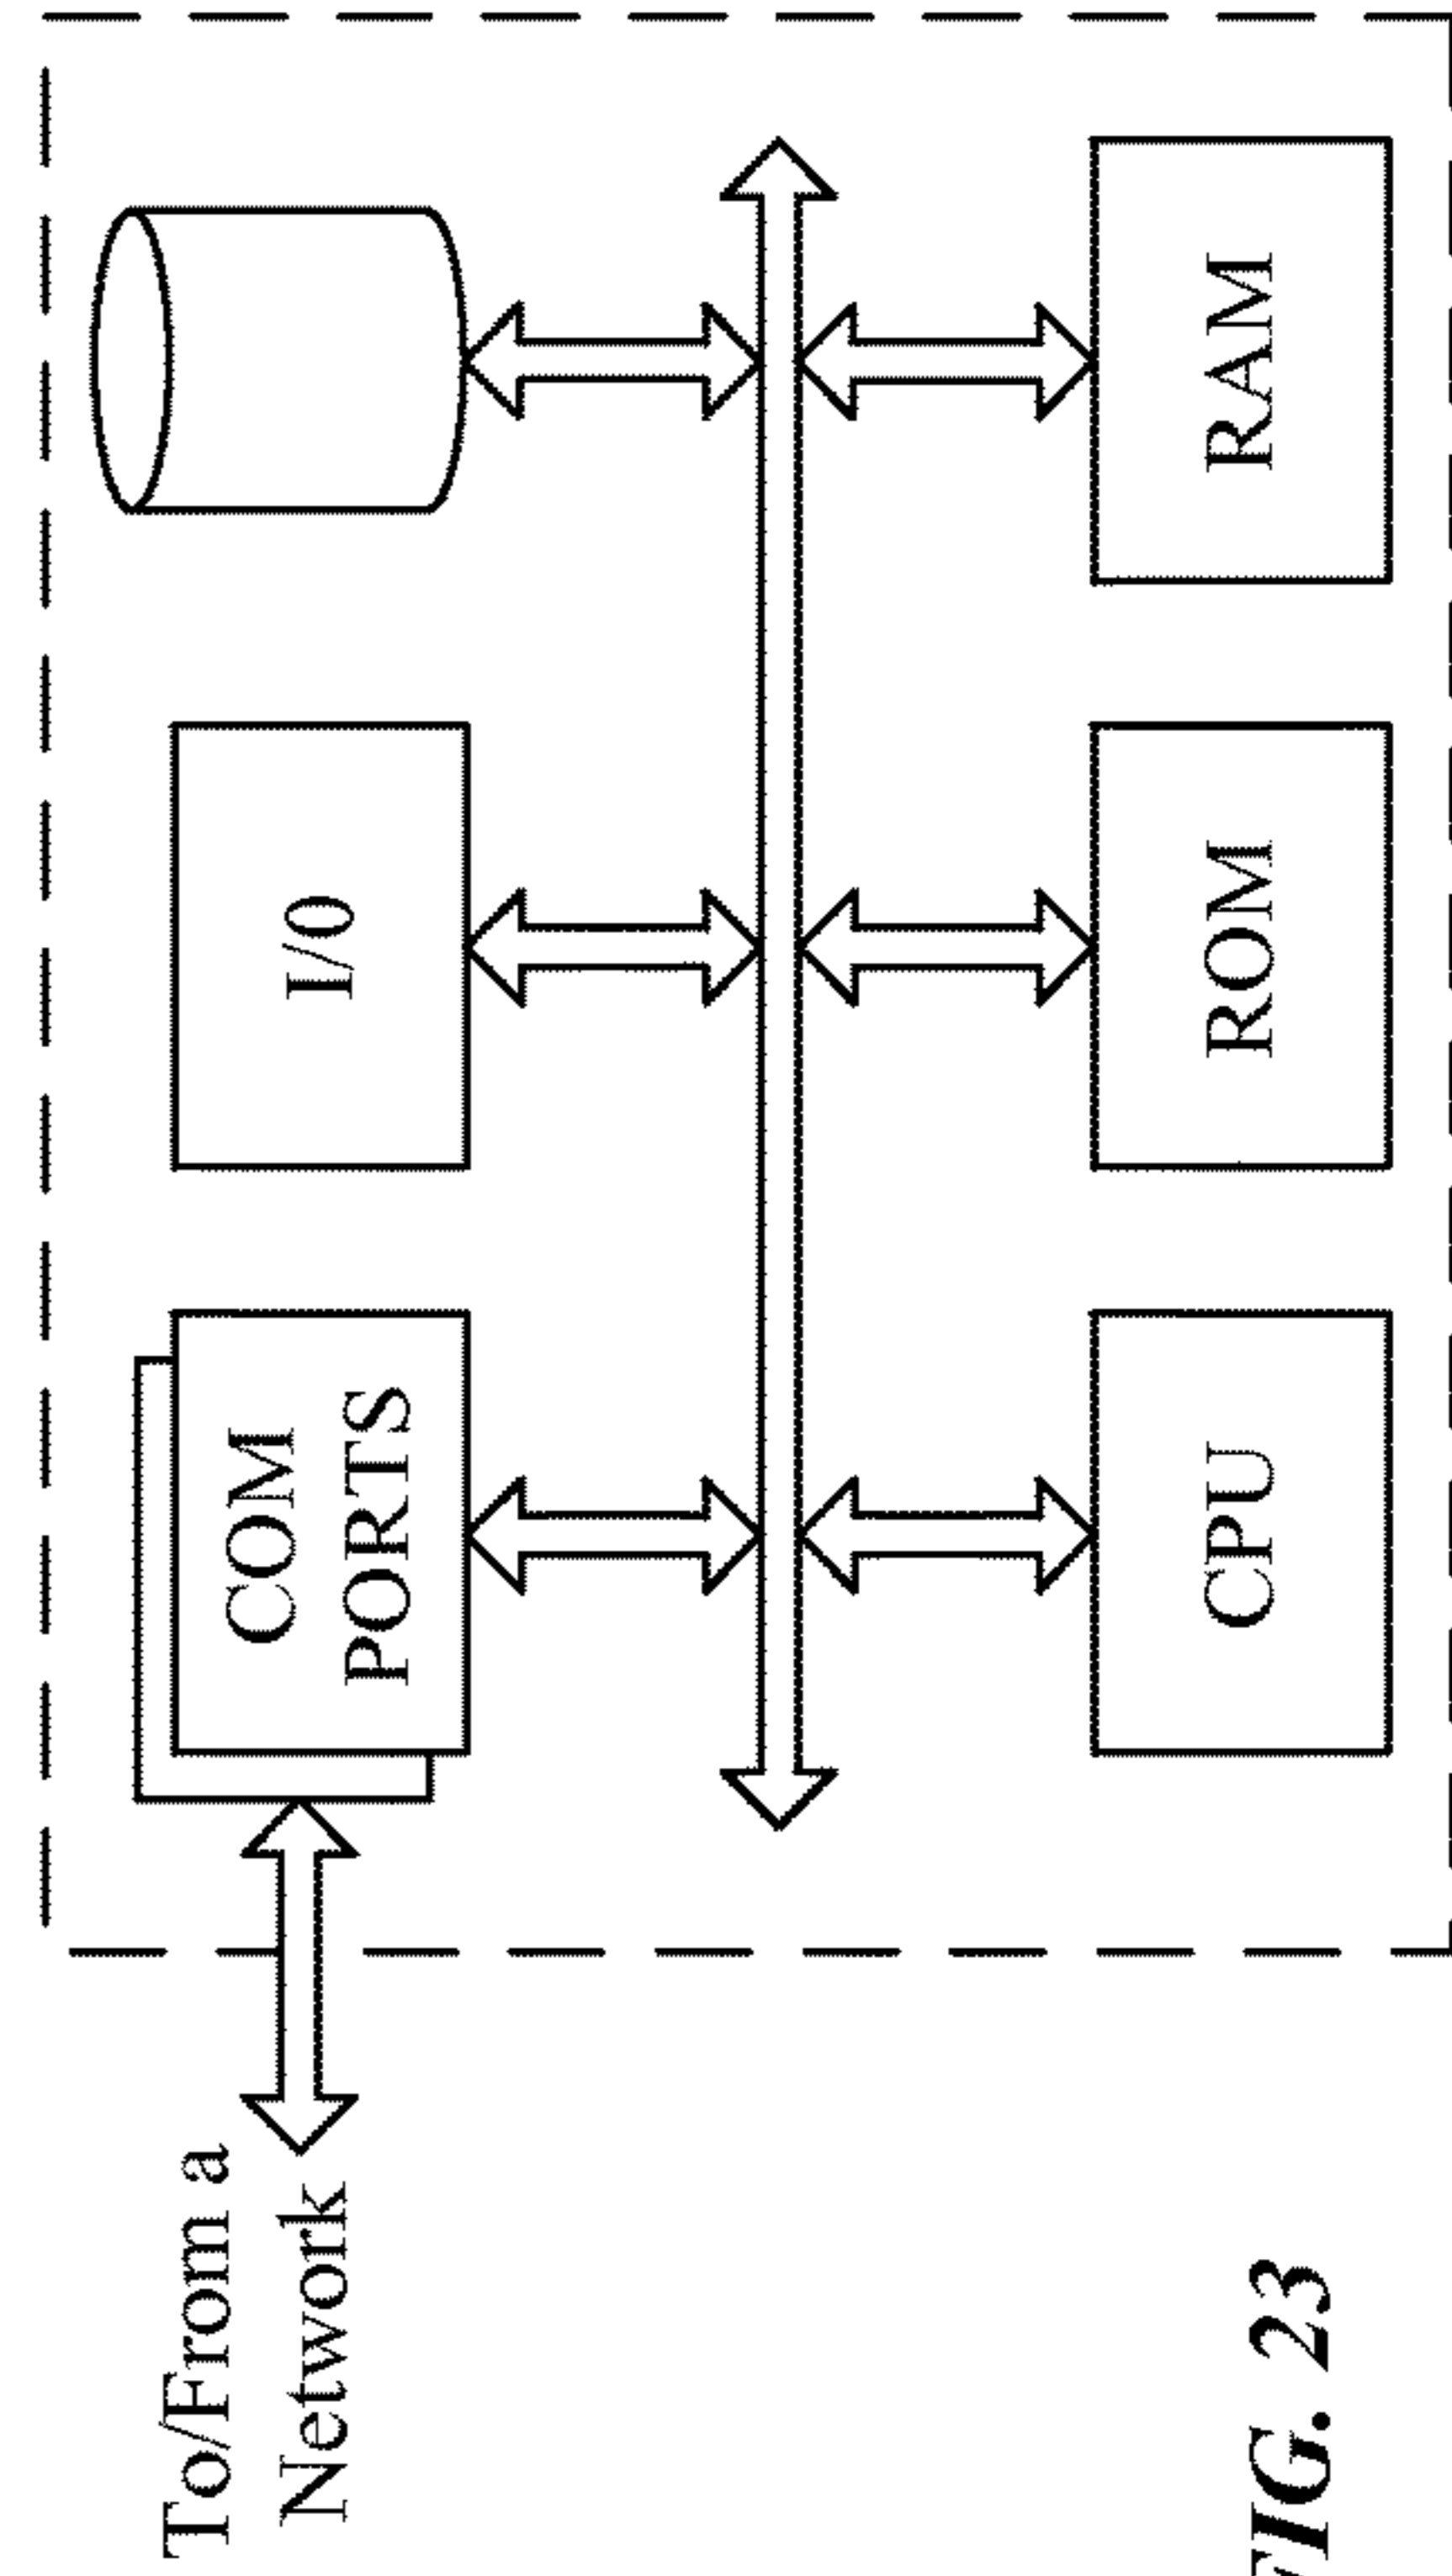 To/From a
Network
COM
PORTS
I/0
CPU
ROM
RAM
FIG. 23